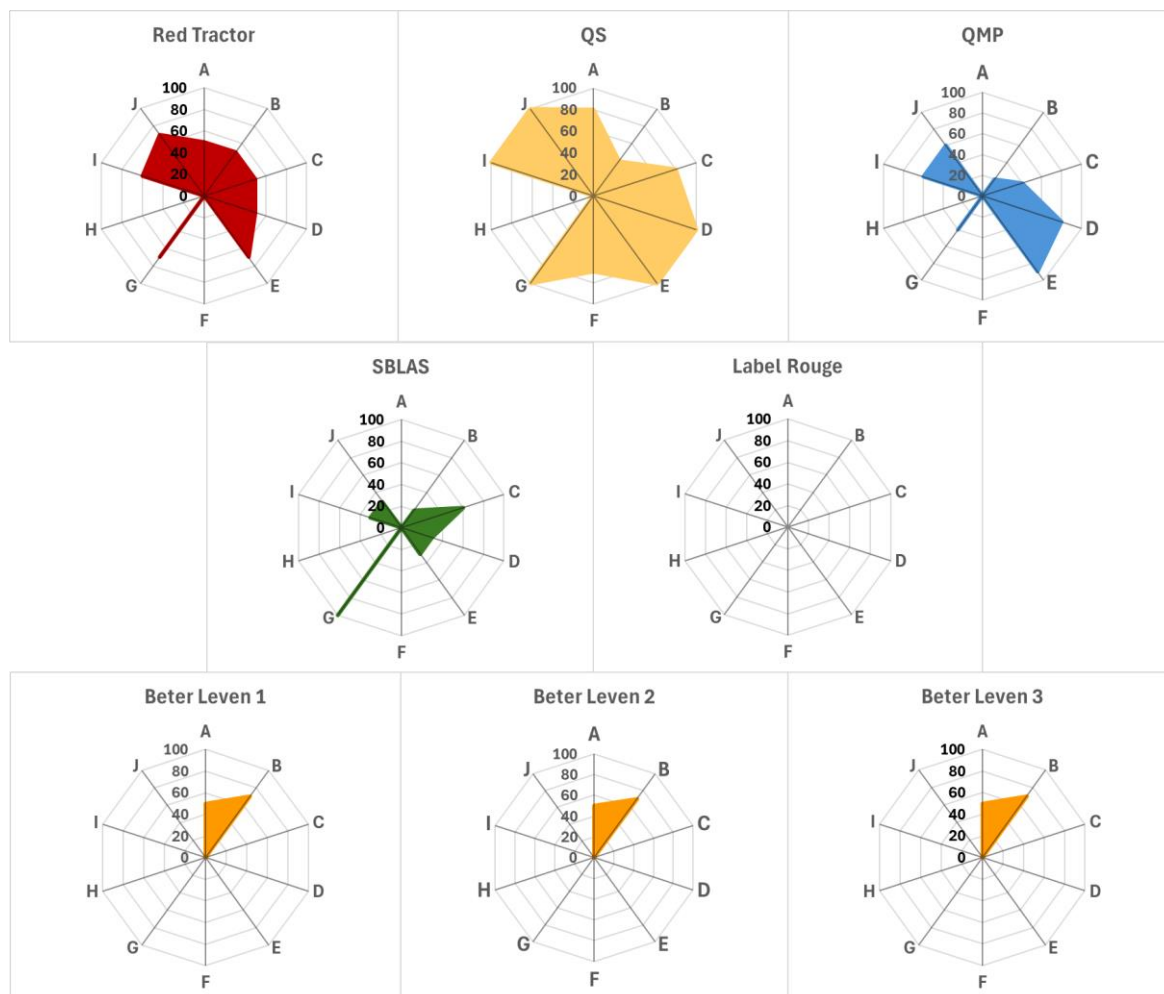 Red Tractor
A
B
C
D
E
F
G
H
I
J
100
80
60
40
20
0
QS
A
B
C
D
E
F
G
H
I
J
100
80
60
40
20
0
QMP
A
B
C
D
E
F
G
H
I
J
100
80
60
40
20
0
SBLAS
A
B
C
D
E
F
G
H
I
J
100
80
60
40
20
0
Label Rouge
A
B
C
D
E
F
G
H
I
J
100
80
60
40
20
0
Beter Leven 1
A
B
C
D
E
F
G
H
I
J
100
80
60
40
20
0
Beter Leven 2
A
B
C
D
E
F
G
H
I
J
100
80
60
40
20
0
Beter Leven 3
A
B
C
D
E
F
G
H
I
J
100
80
60
40
20
0